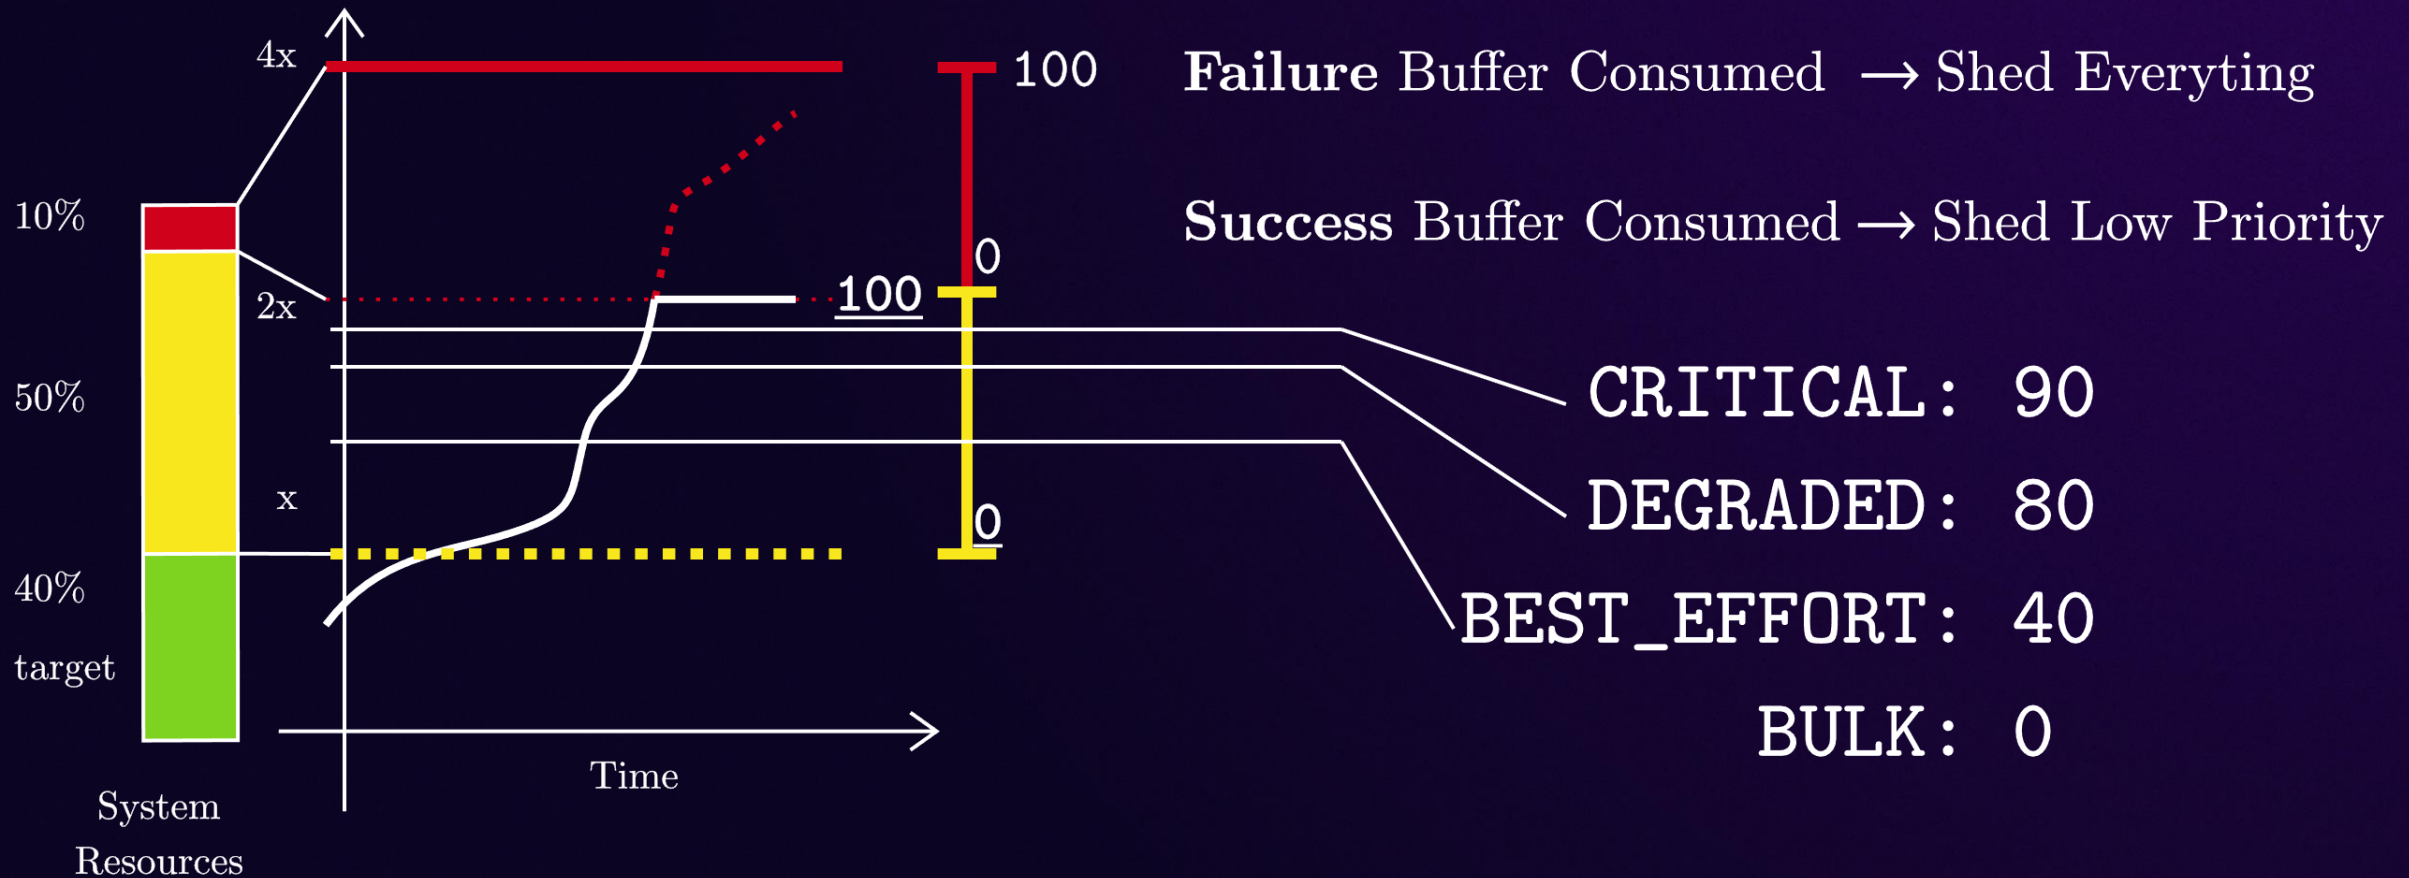 4x
100
Failure Buffer Consumed → Shed Everyting
10%
Success Buffer Consumed → Shed Low Priority
0
2x
100
50%
CRITICAL: 90
x
DEGRADED: 80
0
40%
BEST_EFFORT: 40
target
BULK: 0
Time
System
Resources